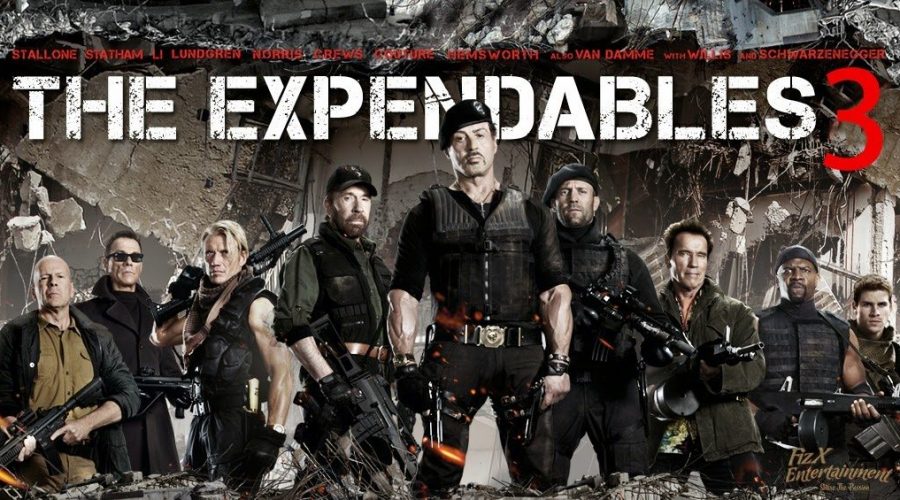 STALLONE STATHAM LI LUNDGREN NORRIS CREWS COUTURE HEMSWORTH ALSO VAN DAMME WITH WILLIS AND SCHWARZENEGGER
THE EXPENDABLES 3
FizX
Entertainment